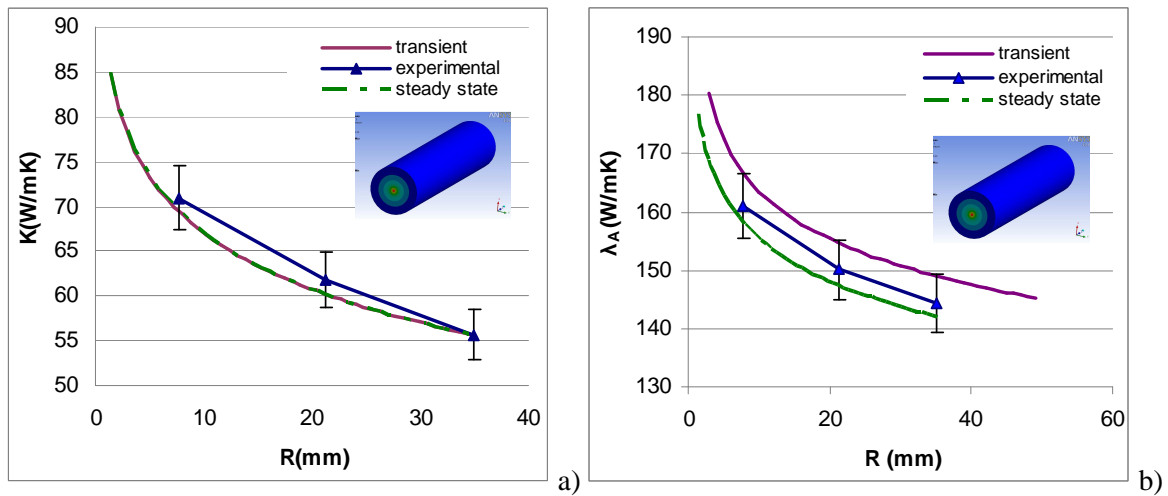 90
85
80
75
70
65
60
55
50
K(W/mK)
0 10 20 30 40
R(mm)
transient
experimental
steady state
a)
190
180
170
160
150
140
130
λA (W/mK)
0 20 40 60
R (mm)
transient
experimental
steady state
b)